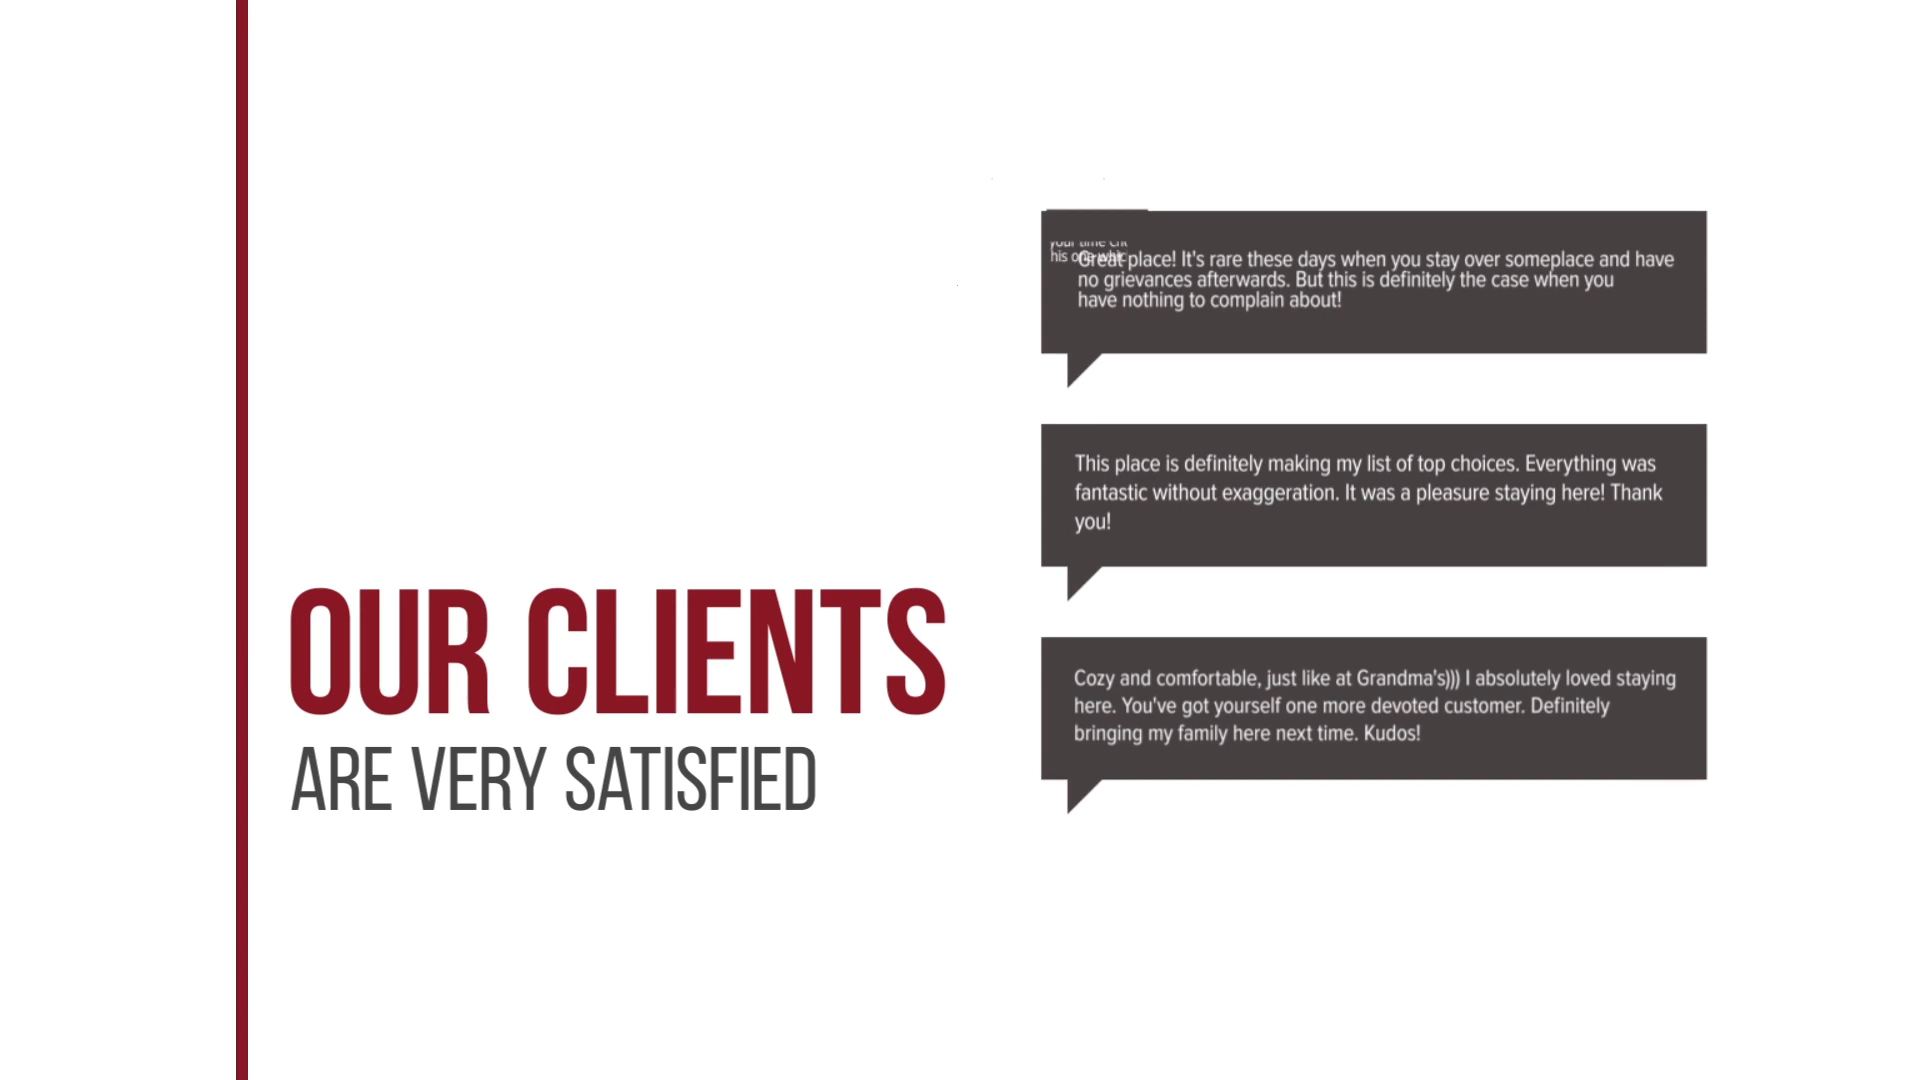 OUR CLIENTS
ARE VERY SATISFIED
Great place! It's rare these days when you stay over someplace and have
no grievances afterwards. But this is definitely the case when you
have nothing to complain about!
This place is definitely making my list of top choices. Everything was
fantastic without exaggeration. It was a pleasure staying here! Thank
you!
Cozy and comfortable, just like at Grandma's))) I absolutely loved staying
here. You've got yourself one more devoted customer. Definitely
bringing my family here next time. Kudos!